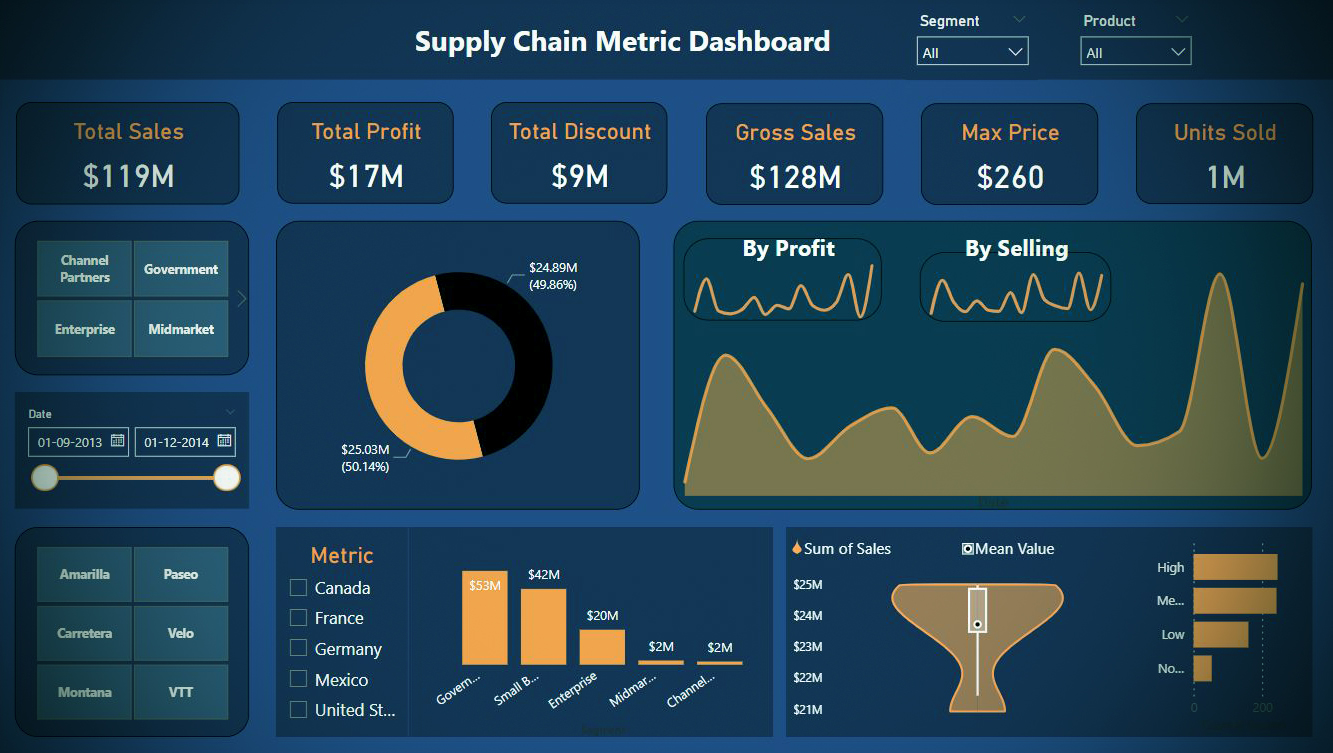 Supply Chain Metric Dashboard
Segment
All
Product
All
Total Sales
$119M
Total Profit
$17M
Total Discount
$9M
Gross Sales
$128M
Max Price
$260
Units Sold
1M
Channel
Partners
Government
Enterprise
Midmarket
Date
01-09-2013
01-12-2014
Amarilla
Paseo
Carretera
Velo
Montana
VTT
$24.89M
(49.86%)
$25.03M
(50.14%)
By Profit
By Selling
Metric
Canada
France
Germany
Mexico
United St...
$53M
$42M
$20M
$2M
$2M
Govern...
Small B...
Enterprise
Midmar...
Channel...
Sum of Sales
Mean Value
$25M
$24M
$23M
$22M
$21M
High
Me...
Low
No...
0
200